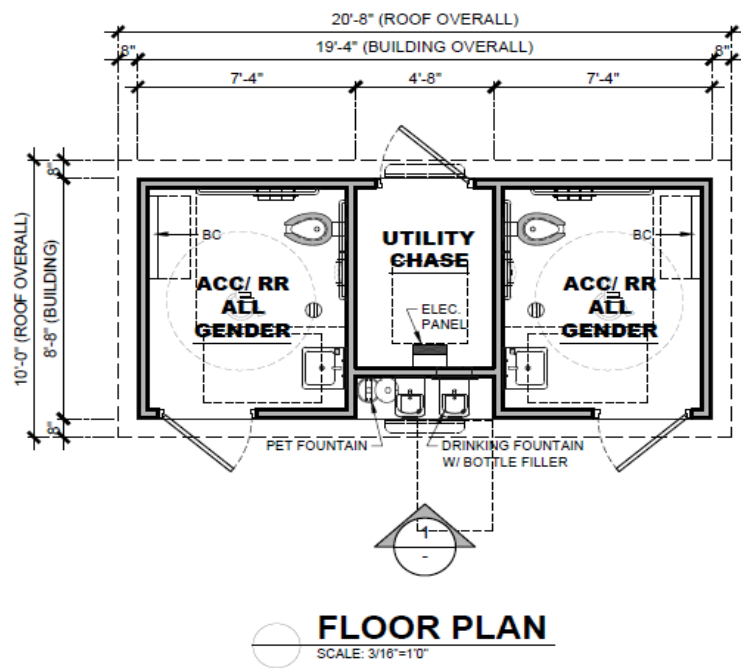 20'-8" (ROOF OVERALL)
8"
19'-4" (BUILDING OVERALL)
8"
7'-4"
4'-8"
7'-4"
8"
10'-0" (ROOF OVERALL)
8'-8" (BUILDING)
8"
BC
UTILITY
CHASE
BC
ACC/ RR
ALL
GENDER
ELEC.
PANEL
ACC/ RR
ALL
GENDER
PET FOUNTAIN
DRINKING FOUNTAIN
W/ BOTTLE FILLER
1
-
FLOOR PLAN
SCALE: 3/16"=1'0"